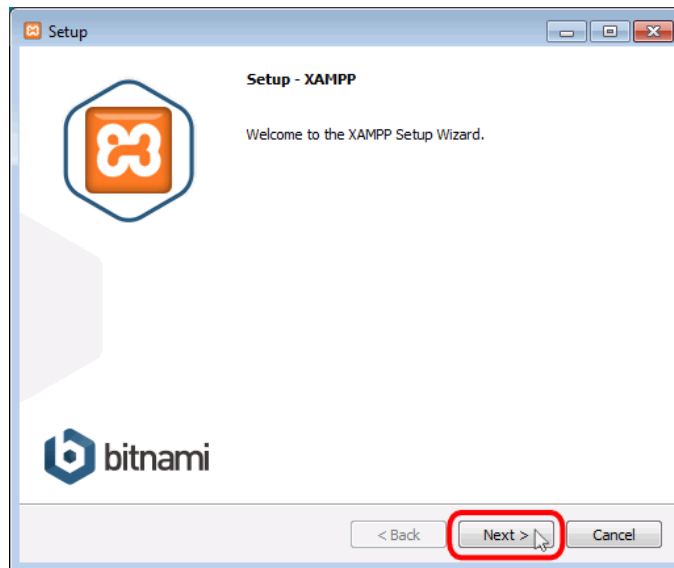 Setup
Setup - XAMPP
Welcome to the XAMPP Setup Wizard.
bitnami
< Back Next > Cancel